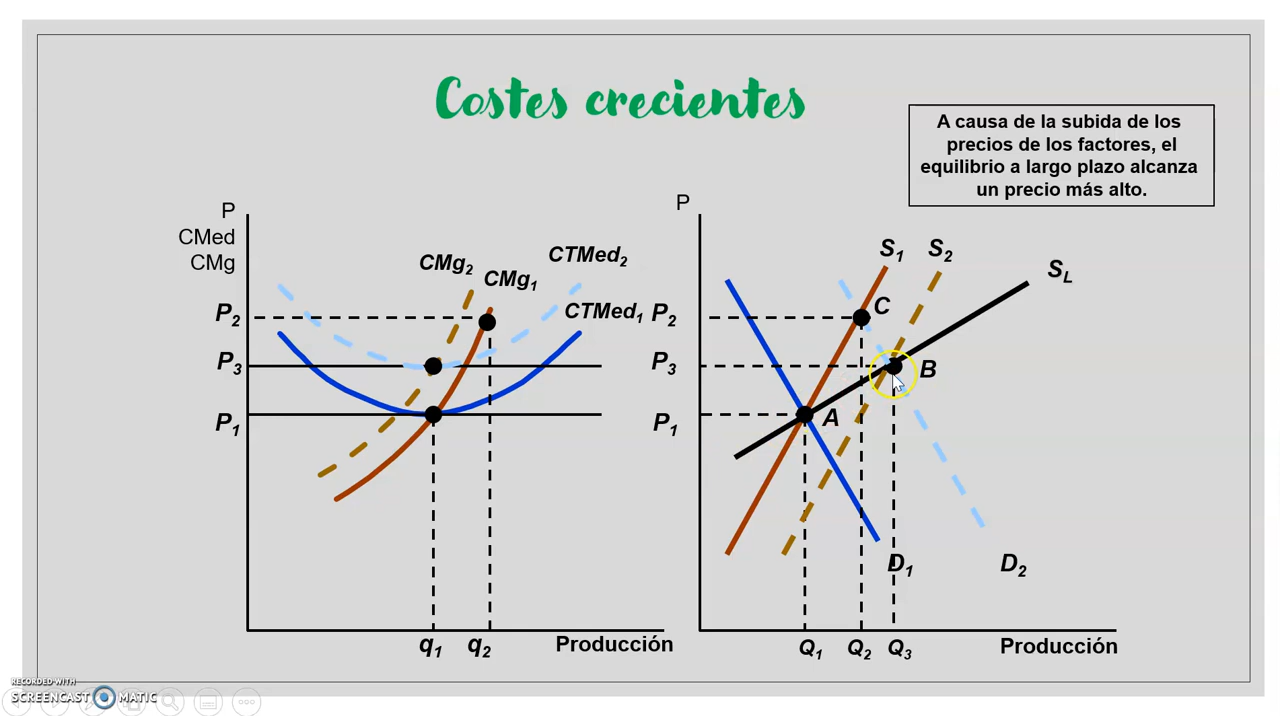 Costes crecientes
A causa de la subida de los
precios de los factores, el
equilibrio a largo plazo alcanza
un precio más alto.
P
CMed
CMg
CMg₂
CMg₁
CTMed₂
CTMed₁
P₂
P₃
P₁
q₁
q₂
Producción
P
S₁
S₂
S_L
P₂
C
P₃
B
P₁
A
D₁
D₂
Q₁
Q₂
Q₃
Producción
RECORDED WITH
SCREENCAST MATIC